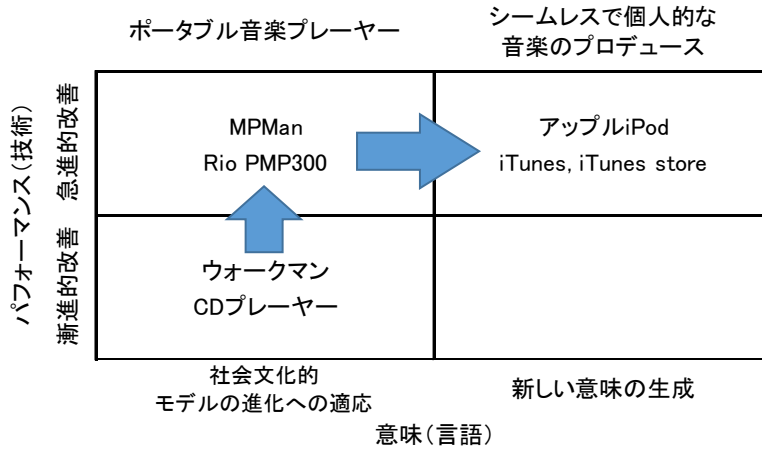 ポータブル音楽プレーヤー
シームレスで個人的な
音楽のプロデュース
パフォーマンス(技術)
急進的改善
MPMan
Rio PMP300
アップルiPod
iTunes, iTunes store
漸進的改善
ウォークマン
CDプレーヤー
社会文化的
モデルの進化への適応
新しい意味の生成
意味(言語)